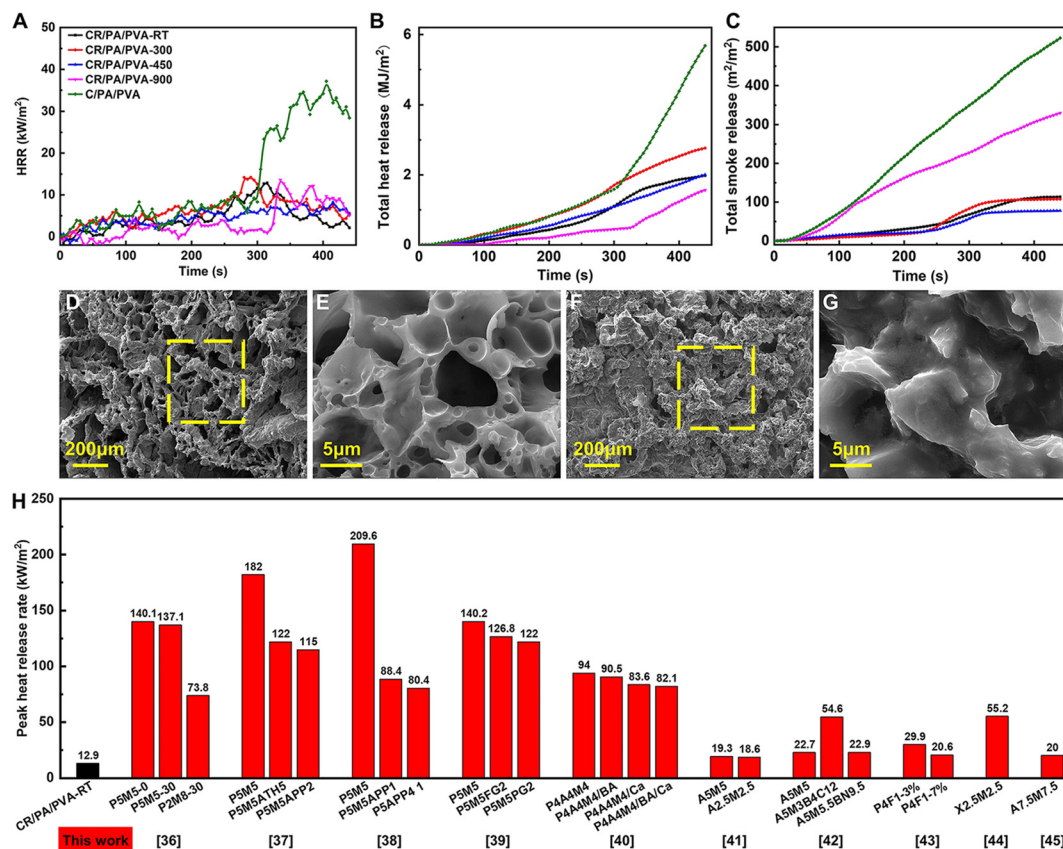 A
HRR (kW/m²)
50
40
30
20
10
0
CR/PA/PVA-RT
CR/PA/PVA-300
CR/PA/PVA-450
CR/PA/PVA-900
C/PA/PVA
0 100 200 300 400
Time (s)
B
Total heat release (MJ/m²)
6
4
2
0
0 100 200 300 400
Time (s)
C
Total smoke release (m²/m²)
500
400
300
200
100
0
0 100 200 300 400
Time (s)
D
200μm
E
5μm
F
200μm
G
5μm
H
Peak heat release rate (kW/m²)
250
200
150
100
50
0
12.9
140.1
137.1
73.8
182
122
115
209.6
88.4
80.4
140.2
126.8
122
94
90.5
83.6
82.1
19.3
18.6
22.7
54.6
22.9
29.9
20.6
55.2
20
CR/PA/PVA-RT
P5M5-0
P5M5-30
P2M8-30
P5M5
P5M5ATH5
P5M5APP2
P5M5
P5M5APP1
P5APP4 1
P5M5
P5M5FG2
P5M5PG2
P4A4M4
P4A4M4/BA
P4A4M4/Ca
P4A4M4/BA/Ca
A5M5
A2.5M2.5
A5M5
A5M3B4C12
A5M5.5BN9.5
P4F1-3%
P4F1-7%
X2.5M2.5
A7.5M7.5
This work [36] [37] [38] [39] [40] [41] [42] [43] [44] [45]